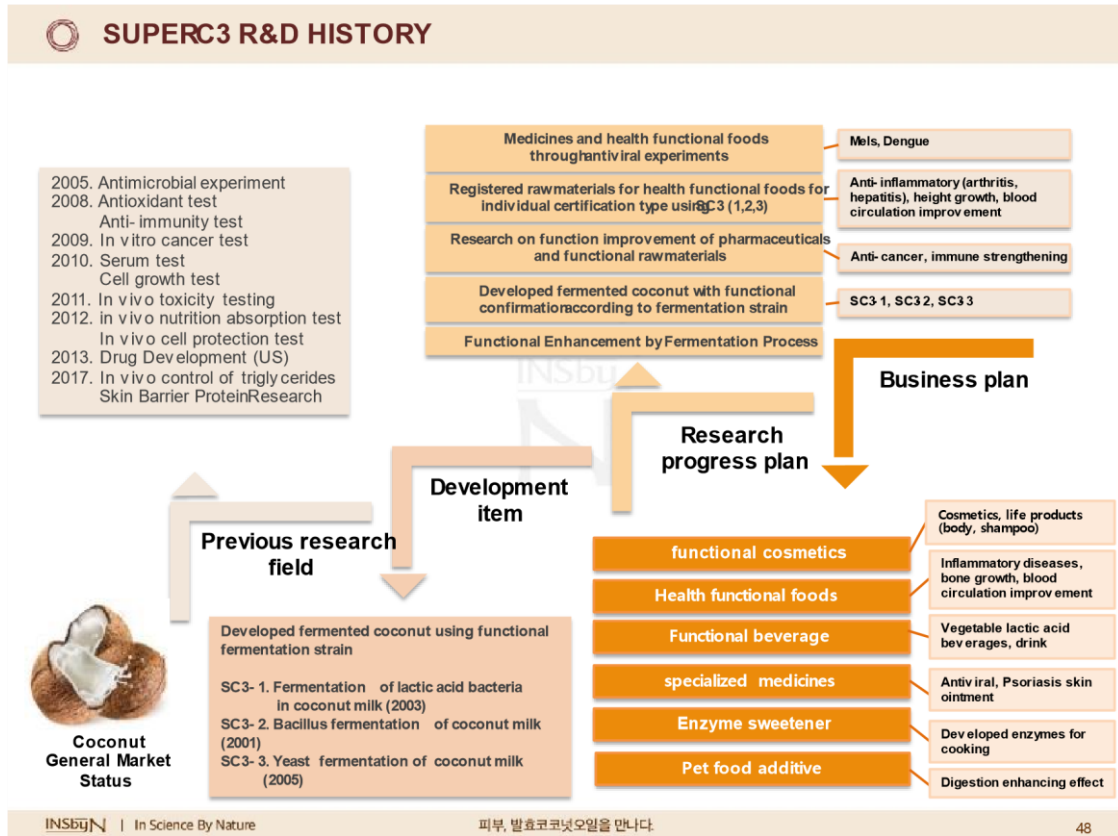 SUPERC3 R&D HISTORY
2005. Antimicrobial experiment
2008. Antioxidant test
Anti- immunity test
2009. In vitro cancer test
2010. Serum test
Cell growth test
2011. In vivo toxicity testing
2012. in vivo nutrition absorption test
In vivo cell protection test
2013. Drug Development (US)
2017. In vivo control of triglycerides
Skin Barrier ProteinResearch
Previous research
field
Coconut
General Market
Status
Development
item
Developed fermented coconut using functional
fermentation strain
SC3- 1. Fermentation of lactic acid bacteria
in coconut milk (2003)
SC3- 2. Bacillus fermentation of coconut milk
(2001)
SC3- 3. Yeast fermentation of coconut milk
(2005)
Medicines and health functional foods
throughantiviral experiments
Mels, Dengue
Registered rawmaterials for health functional foods for
individual certification type using SC3 (1,2,3)
Anti- inflammatory (arthritis,
hepatitis), height growth, blood
circulation improvement
Research on function improvement of pharmaceuticals
and functional rawmaterials
Anti- cancer, immune strengthening
Developed fermented coconut with functional
confirmationaccording to fermentation strain
SC3-1, SC3-2, SC3-3
Functional Enhancement by Fermentation Process
INSby
N
Research
progress plan
Business plan
functional cosmetics
Cosmetics, life products
(body, shampoo)
Health functional foods
Inflammatory diseases,
bone growth, blood
circulation improvement
Functional beverage
Vegetable lactic acid
beverages, drink
specialized medicines
Antiviral, Psoriasis skin
ointment
Enzyme sweetener
Developed enzymes for
cooking
Pet food additive
Digestion enhancing effect
INSbyN | In Science By Nature
피부, 발효코코넛오일을 만나다.
48